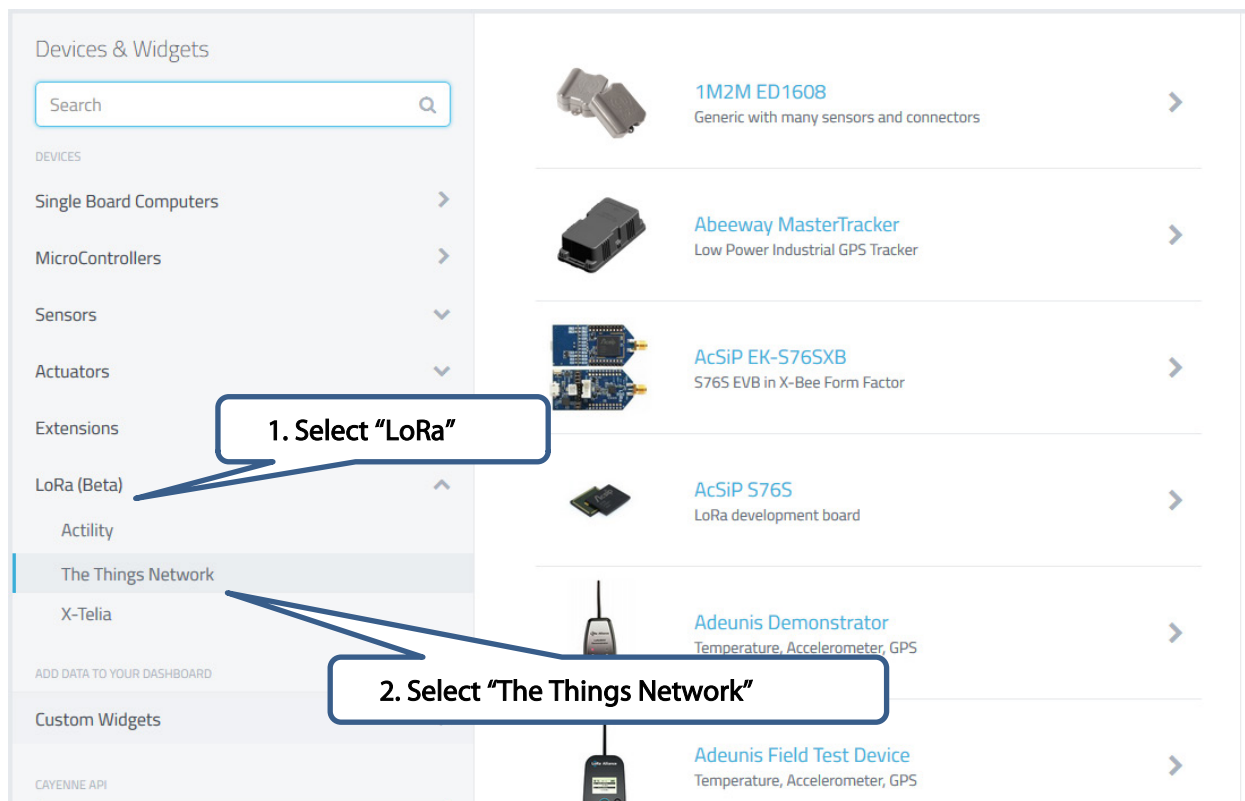 Devices & Widgets
Search
DEVICES
Single Board Computers
MicroControllers
Sensors
Actuators
Extensions
1. Select “LoRa”
LoRa (Beta)
Actility
The Things Network
X-Telia
2. Select “The Things Network”
ADD DATA TO YOUR DASHBOARD
Custom Widgets
CAYENNE API
1M2M ED1608
Generic with many sensors and connectors
Abeeway MasterTracker
Low Power Industrial GPS Tracker
AcSiP EK-S76SXB
S76S EVB in X-Bee Form Factor
AcSiP S76S
LoRa development board
Adeunis Demonstrator
Temperature, Accelerometer, GPS
Adeunis Field Test Device
Temperature, Accelerometer, GPS